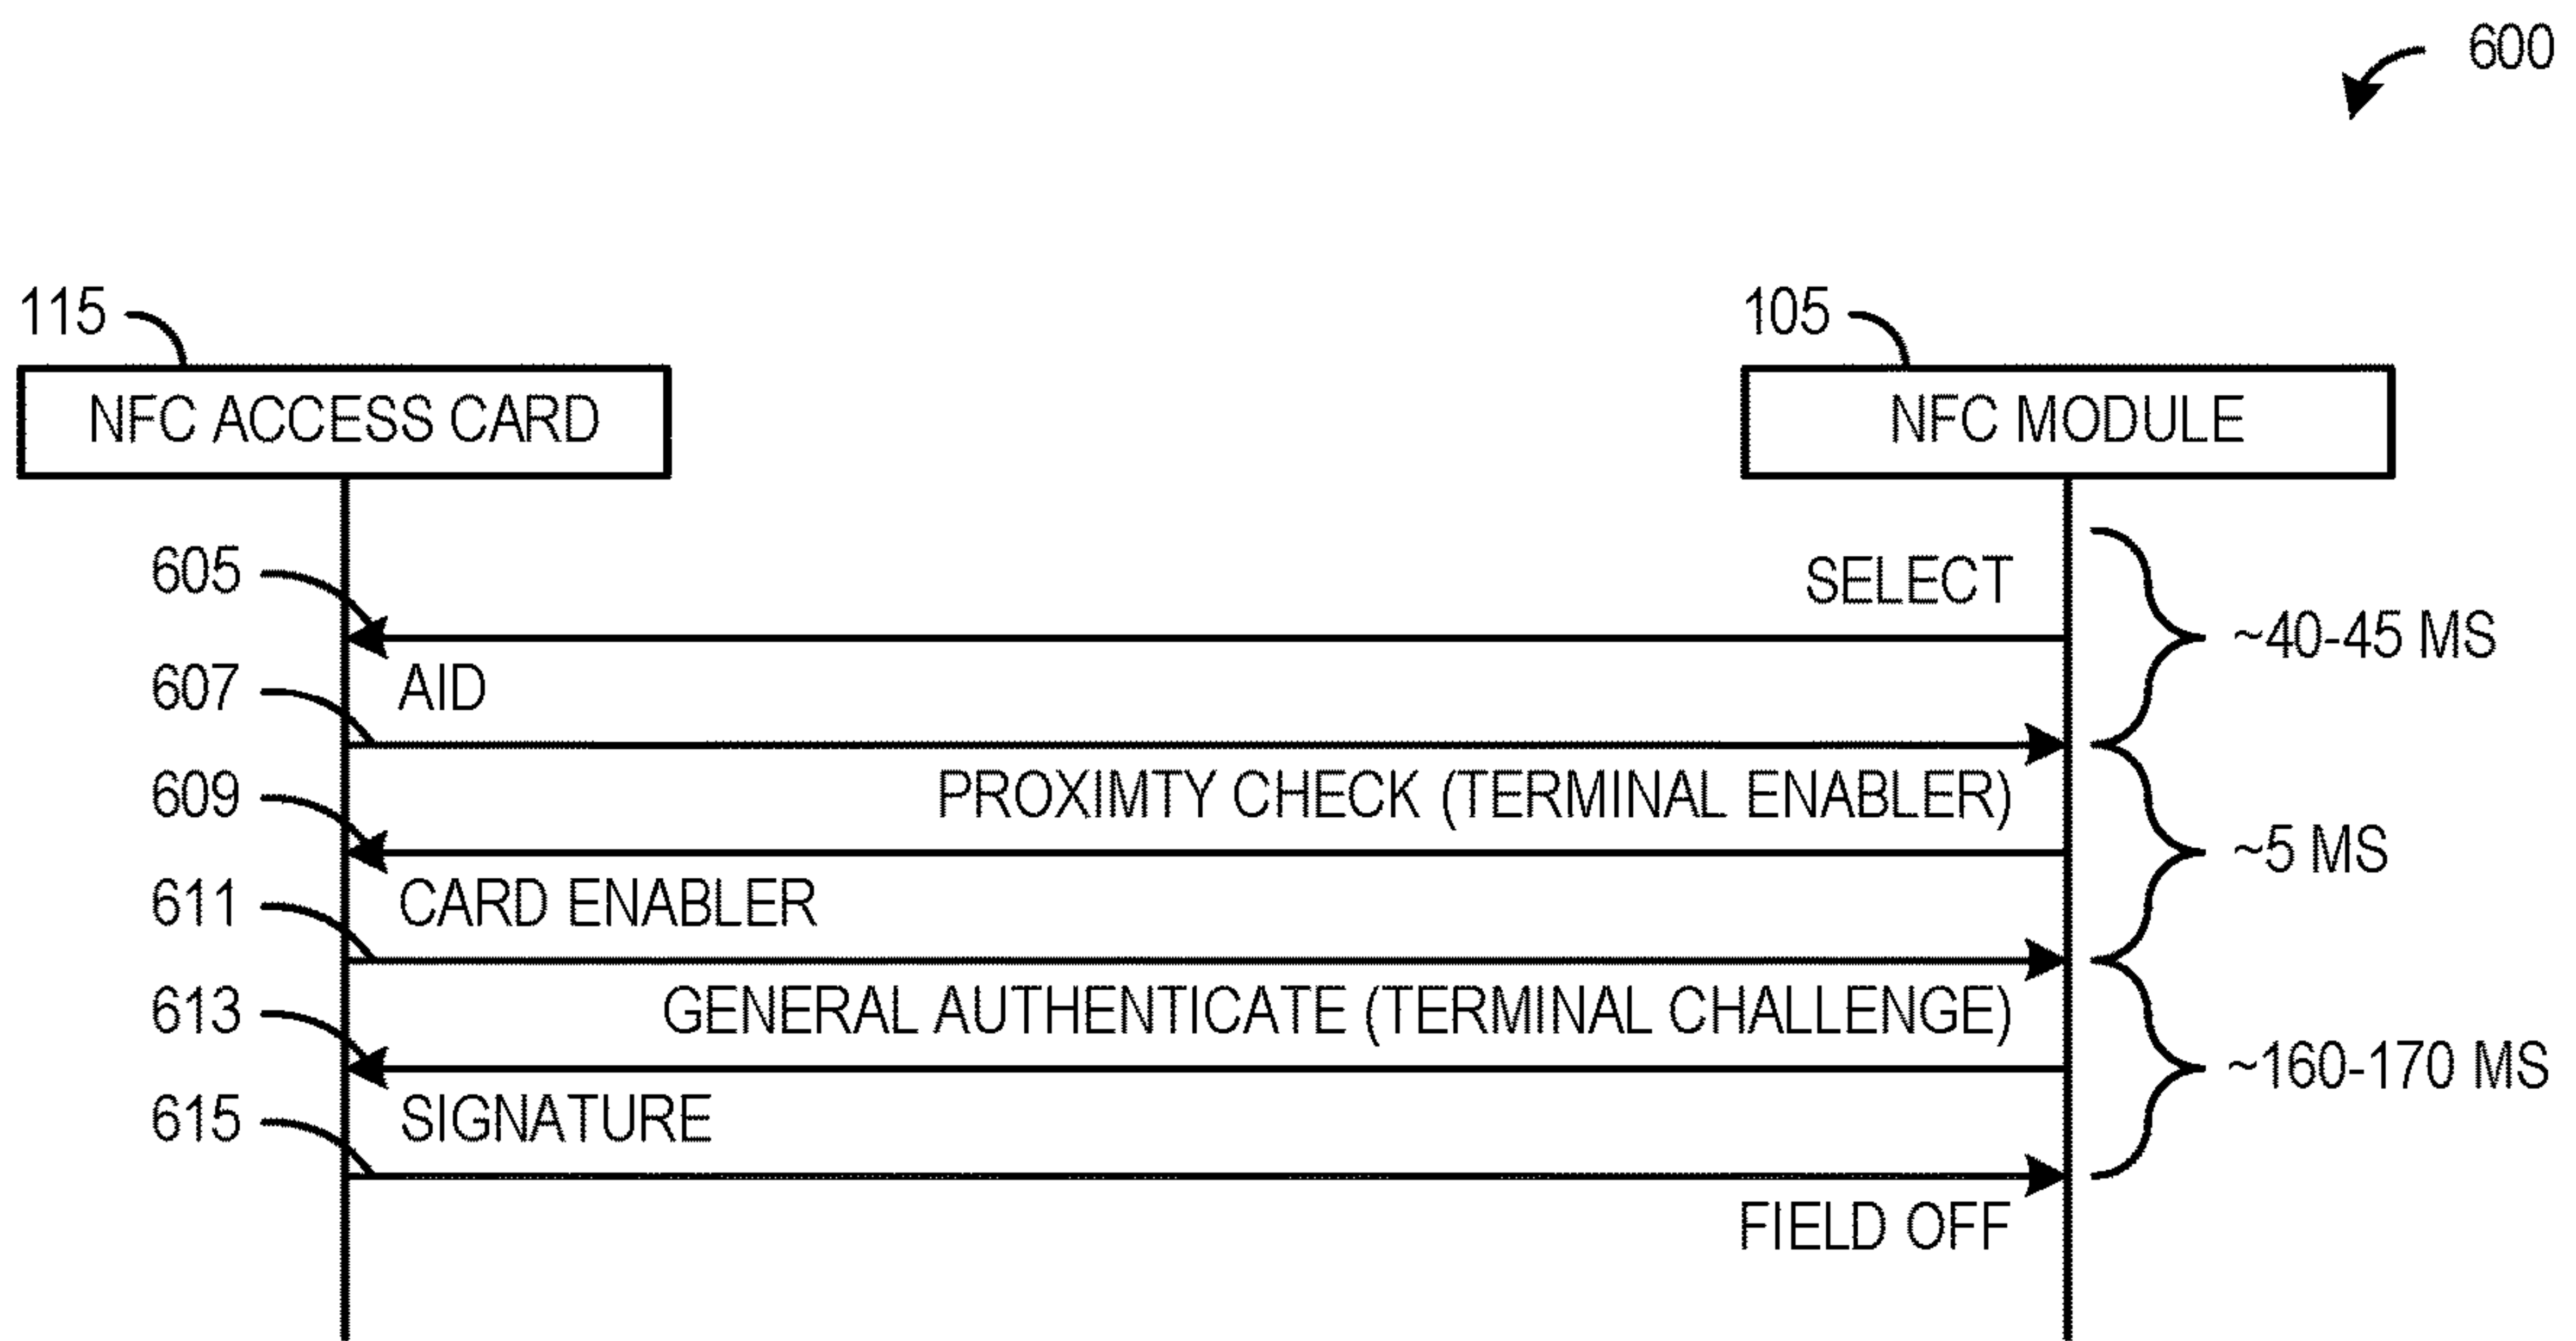 600
115
105
NFC ACCESS CARD
NFC MODULE
605
SELECT
~40-45 MS
607
AID
609
PROXIMTY CHECK (TERMINAL ENABLER)
~5 MS
611
CARD ENABLER
613
GENERAL AUTHENTICATE (TERMINAL CHALLENGE)
~160-170 MS
615
SIGNATURE
FIELD OFF